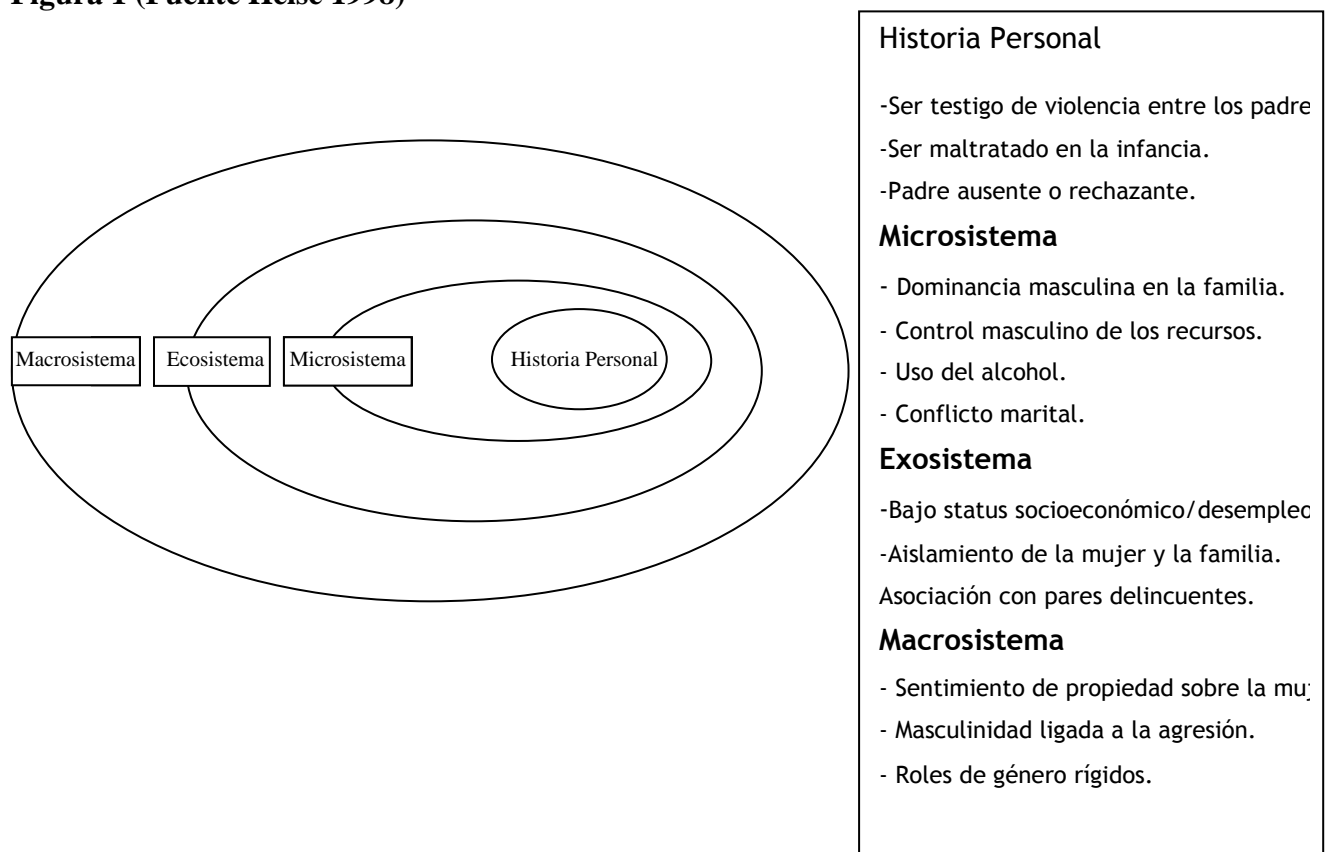 Figura 1 (Fuente Heise 1998)
Macrosistema
Ecosistema
Microsistema
Historia Personal
Historia Personal
-Ser testigo de violencia entre los padre
-Ser maltratado en la infancia.
-Padre ausente o rechazante.
Microsistema
- Dominancia masculina en la familia.
- Control masculino de los recursos.
- Uso del alcohol.
- Conflicto marital.
Exosistema
-Bajo status socioeconómico/desempleo
-Aislamiento de la mujer y la familia.
Asociación con pares delincuentes.
Macrosistema
- Sentimiento de propiedad sobre la muj
- Masculinidad ligada a la agresión.
- Roles de género rígidos.